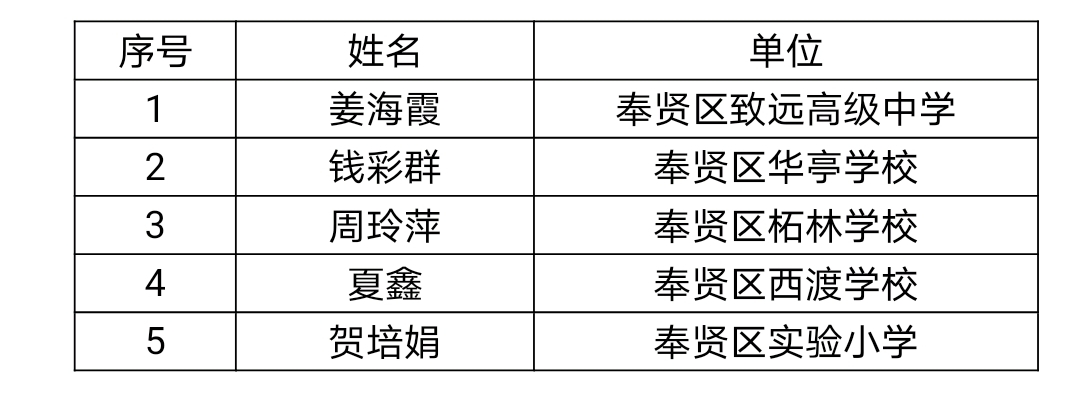 序号 姓名 单位
1 姜海霞 奉贤区致远高级中学
2 钱彩群 奉贤区华亭学校
3 周玲萍 奉贤区柘林学校
4 夏鑫 奉贤区西渡学校
5 贺培娟 奉贤区实验小学